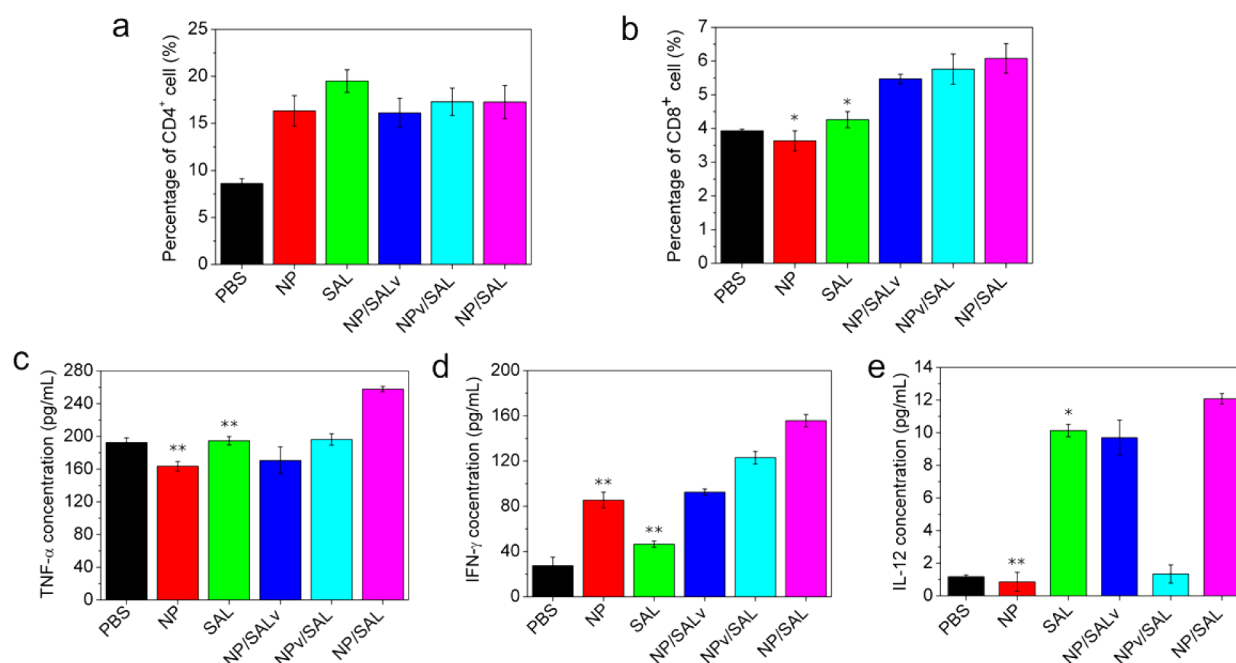 a
Percentage of CD4+ cell (%)
25
20
15
10
5
0
PBS
NP
SAL
NP/SALv
NPv/SAL
NP/SAL
b
Percentage of CD8+ cell (%)
7
6
5
4
3
2
1
0
*
*
PBS
NP
SAL
NP/SALv
NPv/SAL
NP/SAL
c
TNF-α concentration (pg/mL)
280
240
200
160
120
80
40
0
**
**
PBS
NP
SAL
NP/SALv
NPv/SAL
NP/SAL
d
IFN-γ cocentration (pg/mL)
200
160
120
80
40
0
**
**
PBS
NP
SAL
NP/SALv
NPv/SAL
NP/SAL
e
IL-12 concentration (pg/mL)
14
12
10
8
6
4
2
0
**
*
PBS
NP
SAL
NP/SALv
NPv/SAL
NP/SAL